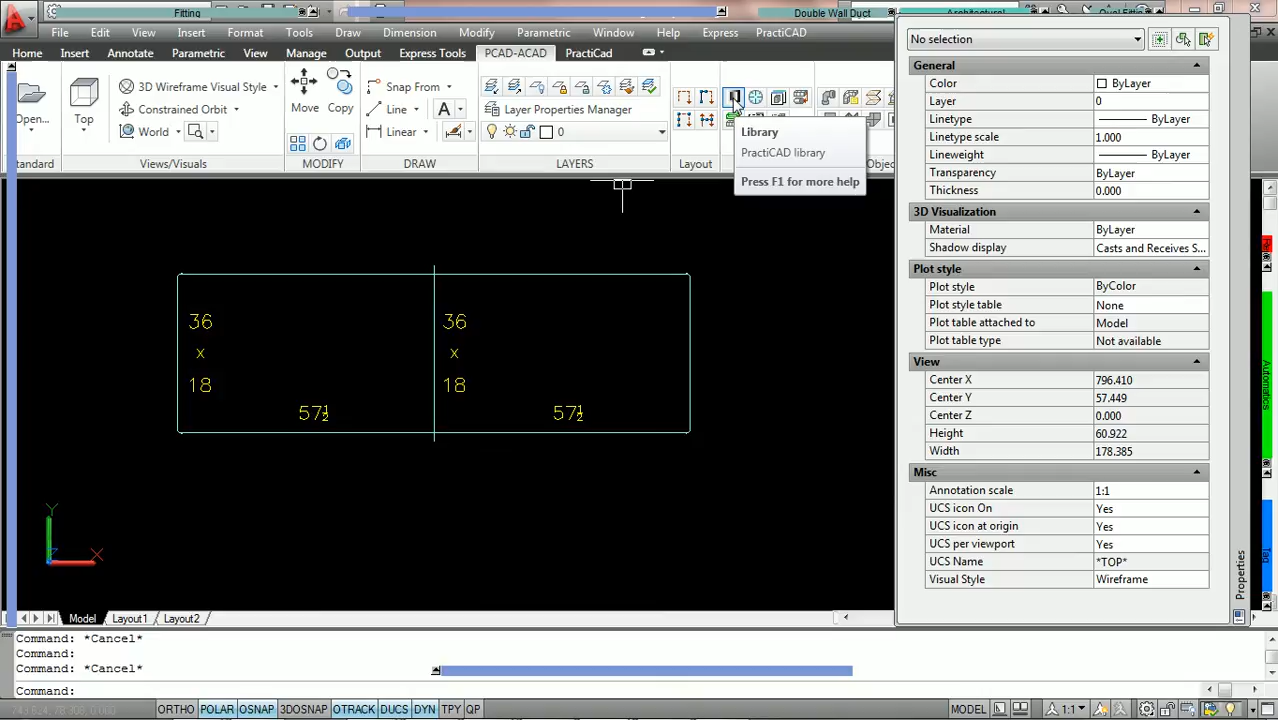 Fitting
Double Wall Duct
Architectural
Oval Fitting
File Edit View Insert Format Tools Draw Dimension Modify Parametric Window Help Express PractiCAD
Home Insert Annotate Parametric View Manage Output Express Tools PCAD-ACAD PractiCad
Open...
Top
3D Wireframe Visual Style
Constrained Orbit
World
Views/Visuals
Move Copy
MODIFY
Snap From
Line
A
Linear
DRAW
Layer Properties Manager
0
LAYERS
Layout
Library
PractiCAD library
Press F1 for more help
36
x
18
57½
36
x
18
57½
Y
X
No selection
General
Color ByLayer
Layer 0
Linetype ByLayer
Linetype scale 1.000
Lineweight ByLayer
Transparency ByLayer
Thickness 0.000
3D Visualization
Material ByLayer
Shadow display Casts and Receives S...
Plot style
Plot style ByColor
Plot style table None
Plot table attached to Model
Plot table type Not available
View
Center X 796.410
Center Y 57.449
Center Z 0.000
Height 60.922
Width 178.385
Misc
Annotation scale 1:1
UCS icon On Yes
UCS icon at origin Yes
UCS per viewport Yes
UCS Name *TOP*
Visual Style Wireframe
Properties
Automatics
Tag
Model Layout1 Layout2
Command: *Cancel*
Command:
Command: *Cancel*
Command:
ORTHO POLAR OSNAP 3DOSNAP OTRACK DUCS DYN TPY QP MODEL 1:1